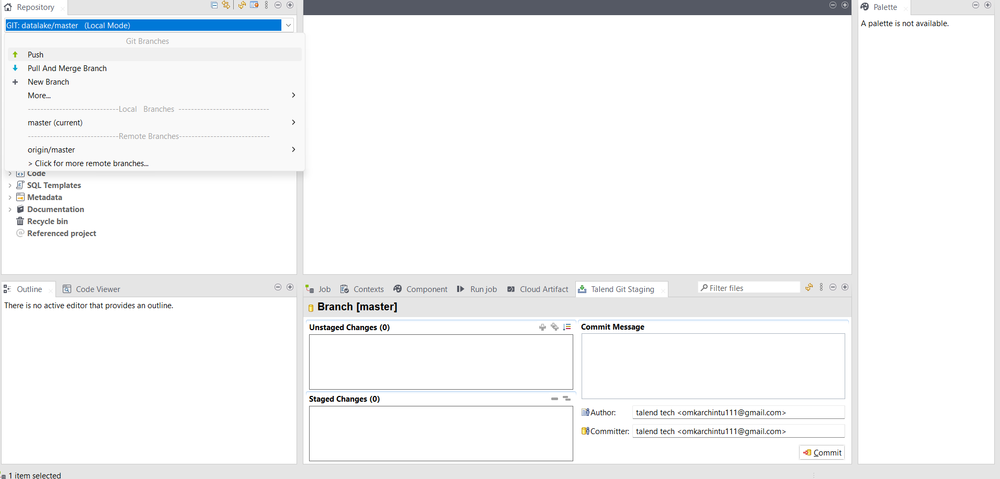 Repository
GIT: datalake/master   (Local Mode)
Git Branches
Push
Pull And Merge Branch
New Branch
More...
-----------------------------Local   Branches  -----------------------------
master (current)
-----------------------------Remote Branches-----------------------------
origin/master
> Click for more remote branches...
Code
SQL Templates
Metadata
Documentation
Recycle bin
Referenced project
Palette
A palette is not available.
Outline
Code Viewer
There is no active editor that provides an outline.
Job
Contexts
Component
Run job
Cloud Artifact
Talend Git Staging
Filter files
Branch [master]
Unstaged Changes (0)
Staged Changes (0)
Commit Message
Author: talend tech <omkarchintu111@gmail.com>
Committer: talend tech <omkarchintu111@gmail.com>
Commit
1 item selected